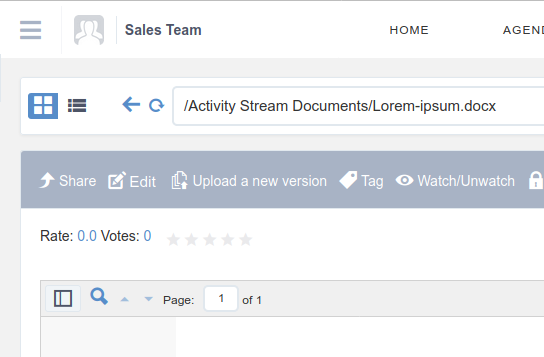 Sales Team HOME
/Activity Stream Documents/Lorem-ipsum.docx
Share Edit Upload a new version Tag Watch/Unwatch
Rate: 0.0 Votes: 0
Page: 1 of 1